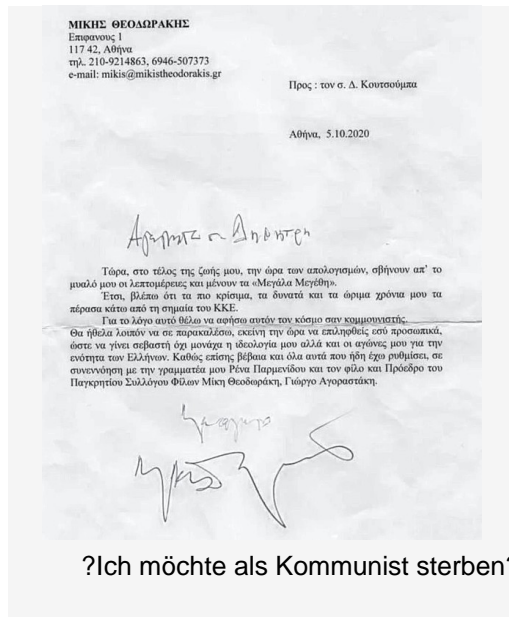 ΜΙΚΗΣ ΘΕΟΔΩΡΑΚΗΣ
Επιφανους 1
117 42, Αθήνα
τηλ. 210-9214863, 6946-507373
e-mail: mikis@mikistheodorakis.gr
Προς : τον σ. Δ. Κουτσούμπα
Αθήνα, 5.10.2020
Αγαπητέ σ. Δημήτρη
Τώρα, στο τέλος της ζωής μου, την ώρα των απολογισμών, σβήνουν απ’ το
μυαλό μου οι λεπτομέρειες και μένουν τα «Μεγάλα Μεγέθη».
Έτσι, βλέπω ότι τα πιο κρίσιμα, τα δυνατά και τα ώριμα χρόνια μου τα
πέρασα κάτω από τη σημαία του ΚΚΕ.
Για το λόγο αυτό θέλω να αφήσω αυτόν τον κόσμο σαν κομμουνιστής.
Θα ήθελα λοιπόν να σε παρακαλέσω, εκείνη την ώρα να επιληφθείς εσύ προσωπικά,
ώστε να γίνει σεβαστή όχι μονάχα η ιδεολογία μου αλλά και οι αγώνες μου για την
ενότητα των Ελλήνων. Καθώς επίσης βέβαια και όλα αυτά που ήδη έχω ρυθμίσει, σε
συνεννόηση με την γραμματέα μου Ρένα Παρμενίδου και τον φίλο και Πρόεδρο του
Παγκρητίου Συλλόγου Φίλων Μίκη Θεοδωράκη, Γιώργο Αγοραστάκη.
?Ich möchte als Kommunist sterben